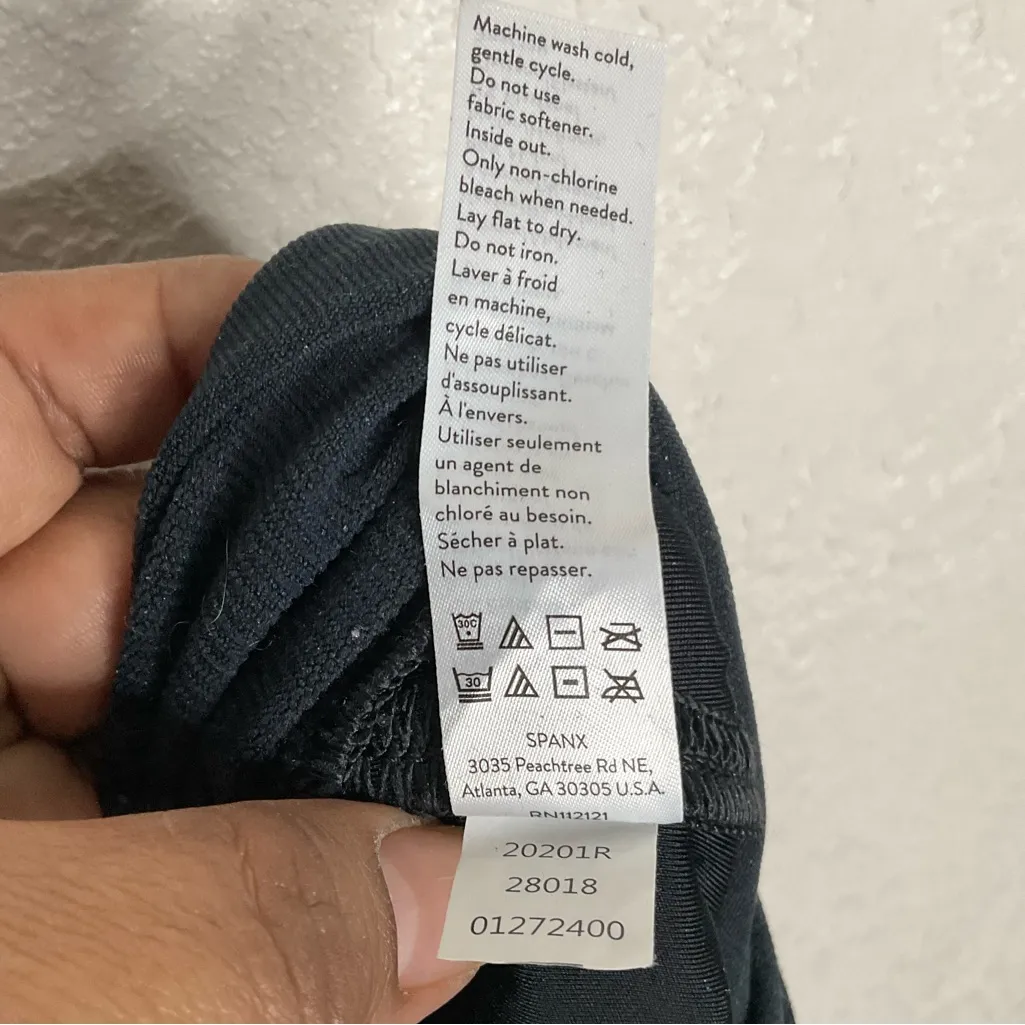 Machine wash cold,
gentle cycle.
Do not use
fabric softener.
Inside out.
Only non-chlorine
bleach when needed.
Lay flat to dry.
Do not iron.
Laver à froid
en machine,
cycle délicat.
Ne pas utiliser
d'assouplissant.
À l'envers.
Utiliser seulement
un agent de
blanchiment non
chloré au besoin.
Sécher à plat.
Ne pas repasser.
30C
30
SPANX
3035 Peachtree Rd NE,
Atlanta, GA 30305 U.S.A.
RN112121
20201R
28018
01272400